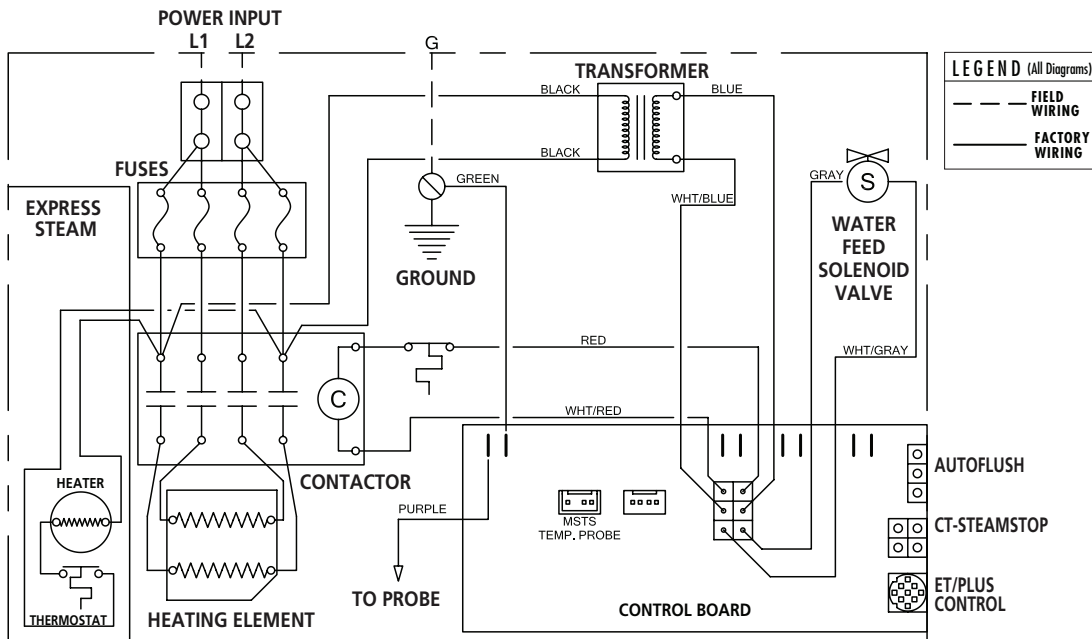 POWER INPUT
L1 L2
G
TRANSFORMER
BLACK
BLUE
BLACK
LEGEND (All Diagrams)
FIELD
WIRING
FACTORY
WIRING
FUSES
EXPRESS
STEAM
GREEN
GROUND
WHT/BLUE
GRAY
S
WATER
FEED
SOLENOID
VALVE
RED
WHT/GRAY
C
WHT/RED
CONTACTOR
HEATER
THERMOSTAT
HEATING ELEMENT
PURPLE
TO PROBE
MSTS
TEMP. PROBE
CONTROL BOARD
AUTOFLUSH
CT-STEAMSTOP
ET/PLUS
CONTROL